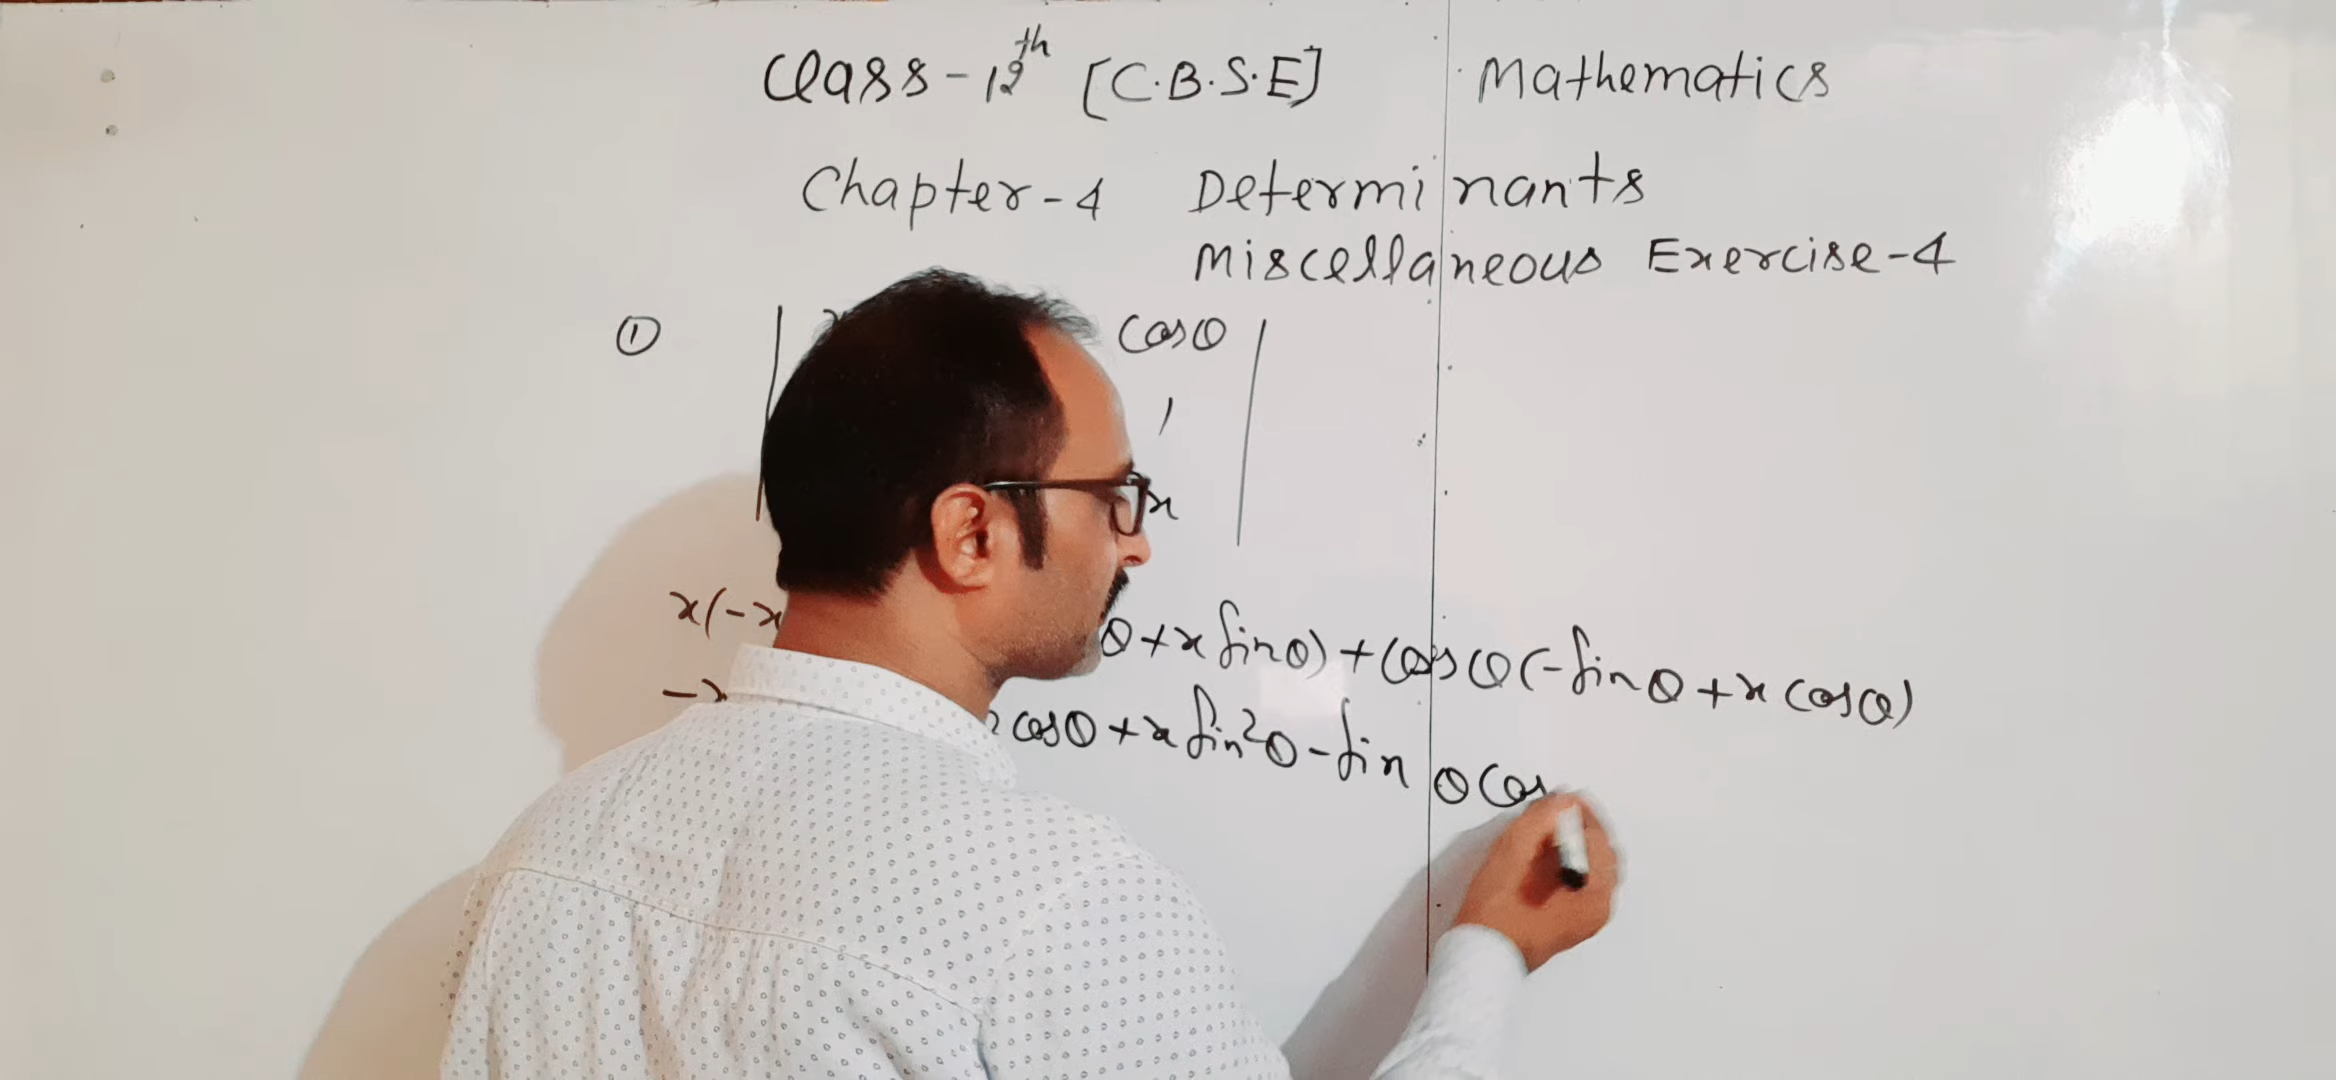 Class-12th [C.B.S.E] Mathematics
Chapter-4 Determinants
Miscellaneous Exercise-4
① cosθ
1
x
x(-x θ+x sinθ)+cosθ(-sinθ+x cosθ)
cosθ+x sin²θ-sinθ cos